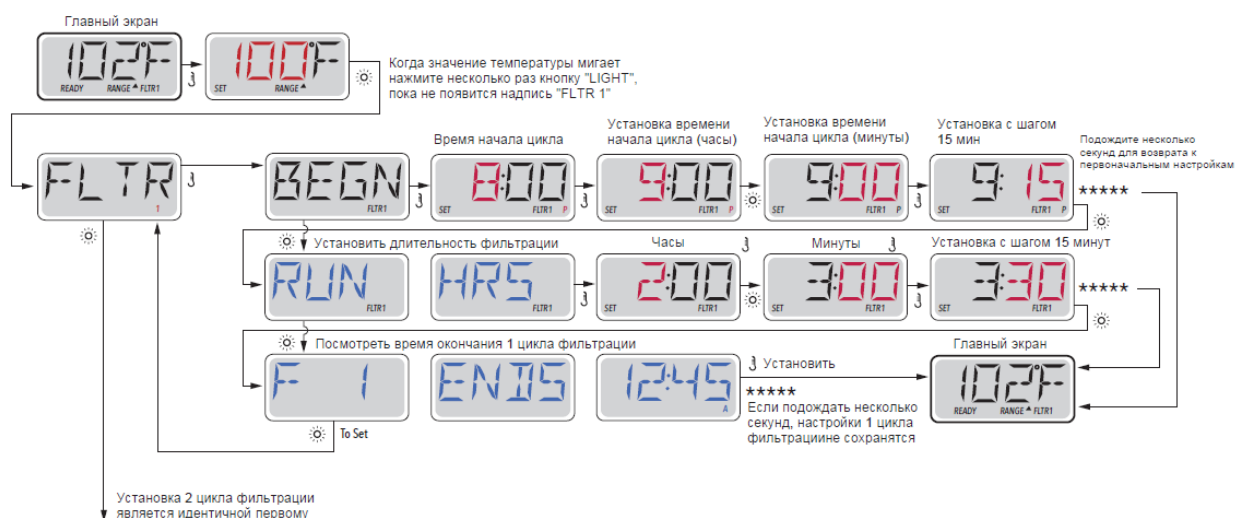 Главный экран
102°F
READY RANGE FLTR1
100°F
SET RANGE
Когда значение температуры мигает
нажмите несколько раз кнопку "LIGHT",
пока не появится надпись "FLTR 1"
FLTR
1
BEGN
FLTR1
Время начала цикла
8:00
SET FLTR1 P
Установка времени
начала цикла (часы)
9:00
SET FLTR1 P
Установка времени
начала цикла (минуты)
9:00
SET FLTR1 P
Установка с шагом
15 мин
9:15
SET FLTR1 P
Подождите несколько
секунд для возврата к
первоначальным настройкам
*****
Установить длительность фильтрации
RUN
FLTR1
HRS
FLTR1
Часы
2:00
SET FLTR1
Минуты
3:00
SET FLTR1
Установка с шагом 15 минут
3:30
SET FLTR1
*****
Посмотреть время окончания 1 цикла фильтрации
F 1
ENDS
12:45
A
Установить
*****
Если подождать несколько
секунд, настройки 1 цикла
фильтрациине сохранятся
Главный экран
102°F
READY RANGE FLTR1
To Set
Установка 2 цикла фильтрации
является идентичной первому